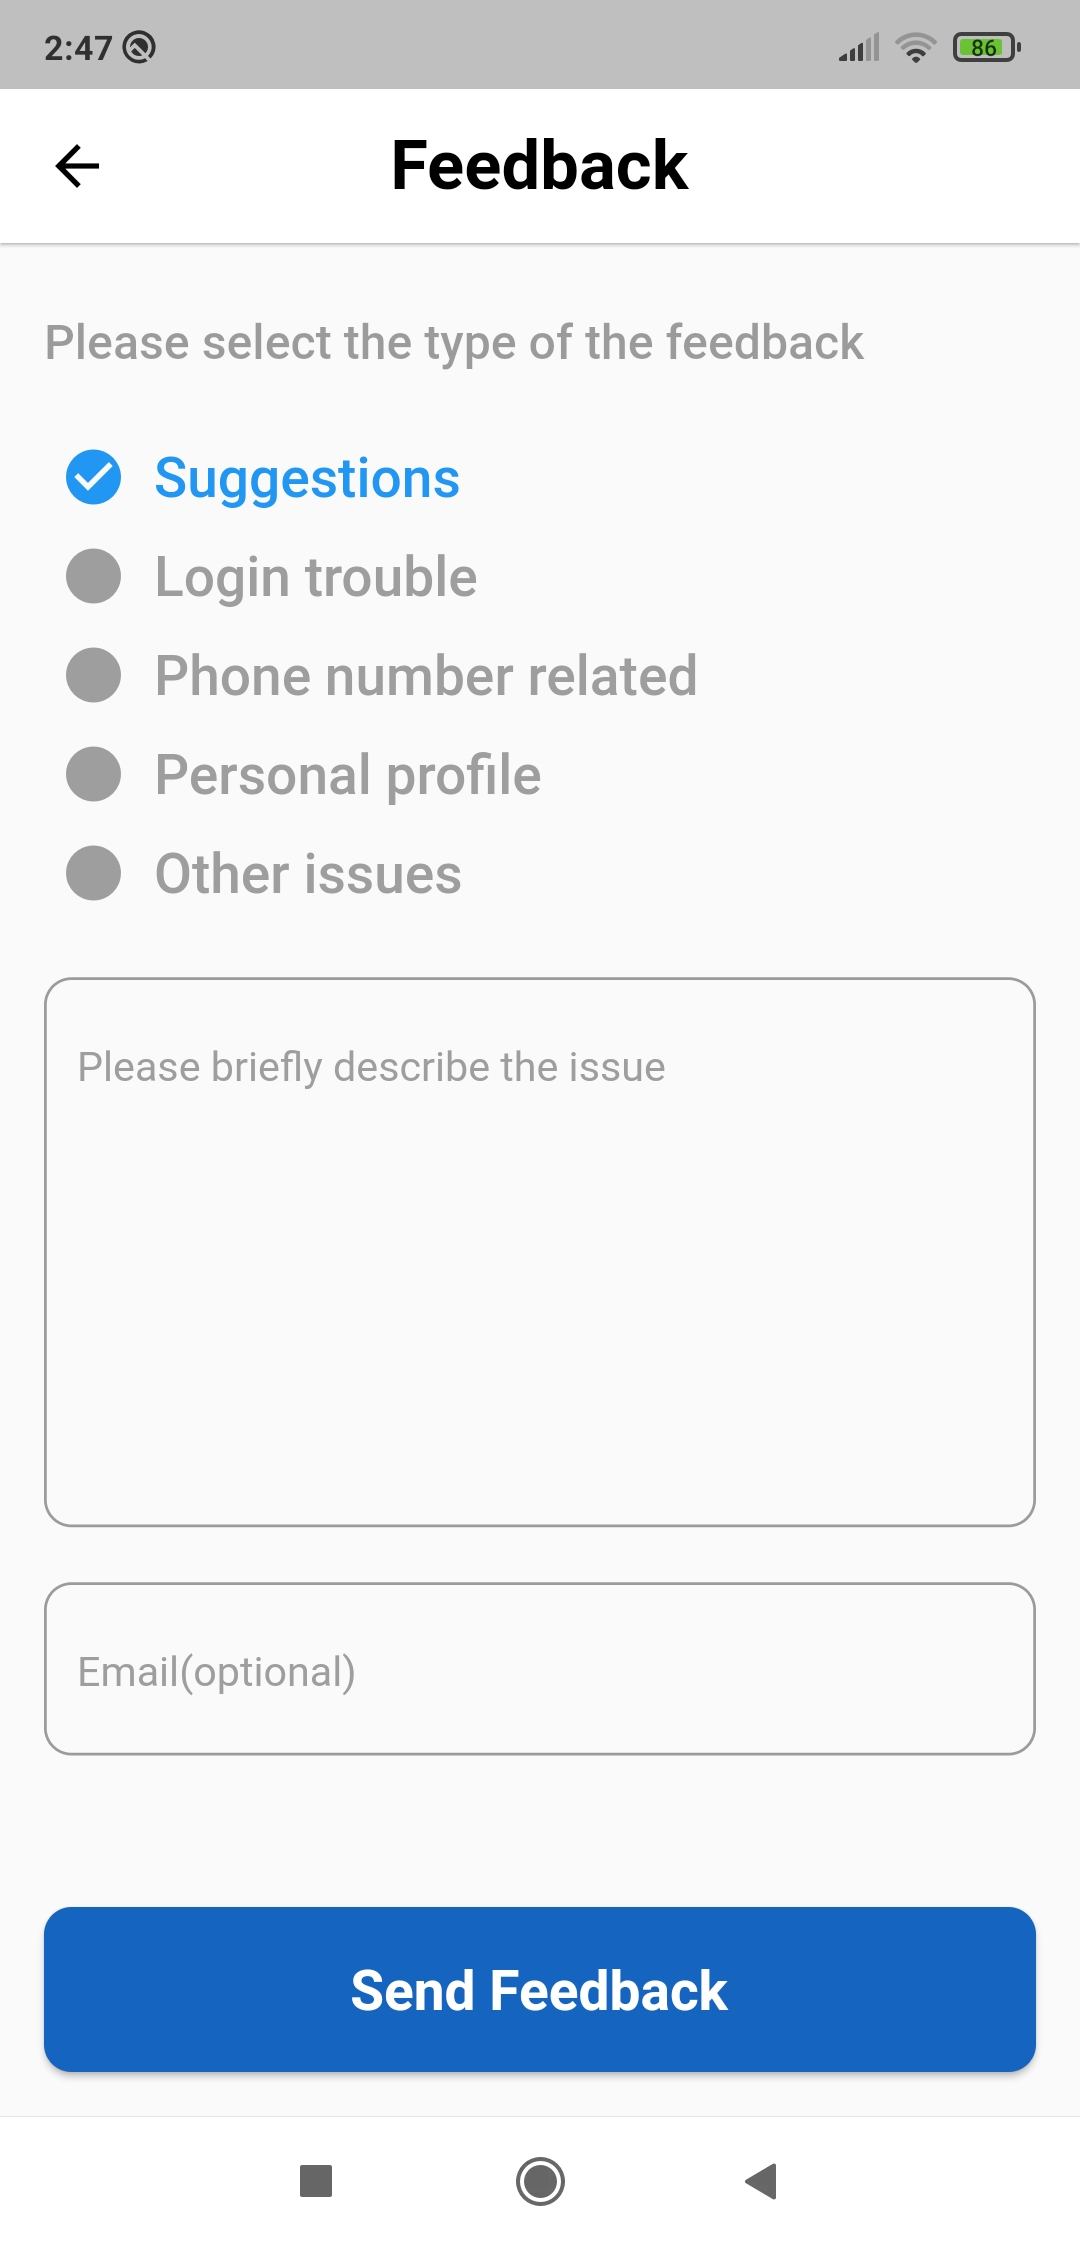 2:47
86
Feedback
Please select the type of the feedback
Suggestions
Login trouble
Phone number related
Personal profile
Other issues
Please briefly describe the issue
Email(optional)
Send Feedback